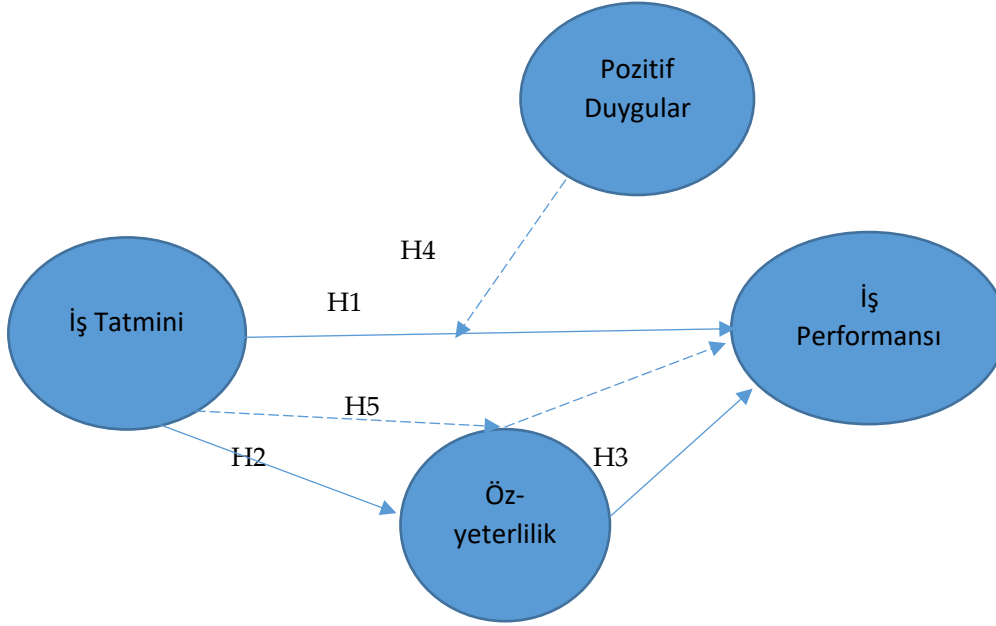 Pozitif
Duygular
H4
H1
İş Tatmini
İş
Performansı
H5
H2
H3
Öz-
yeterlilik